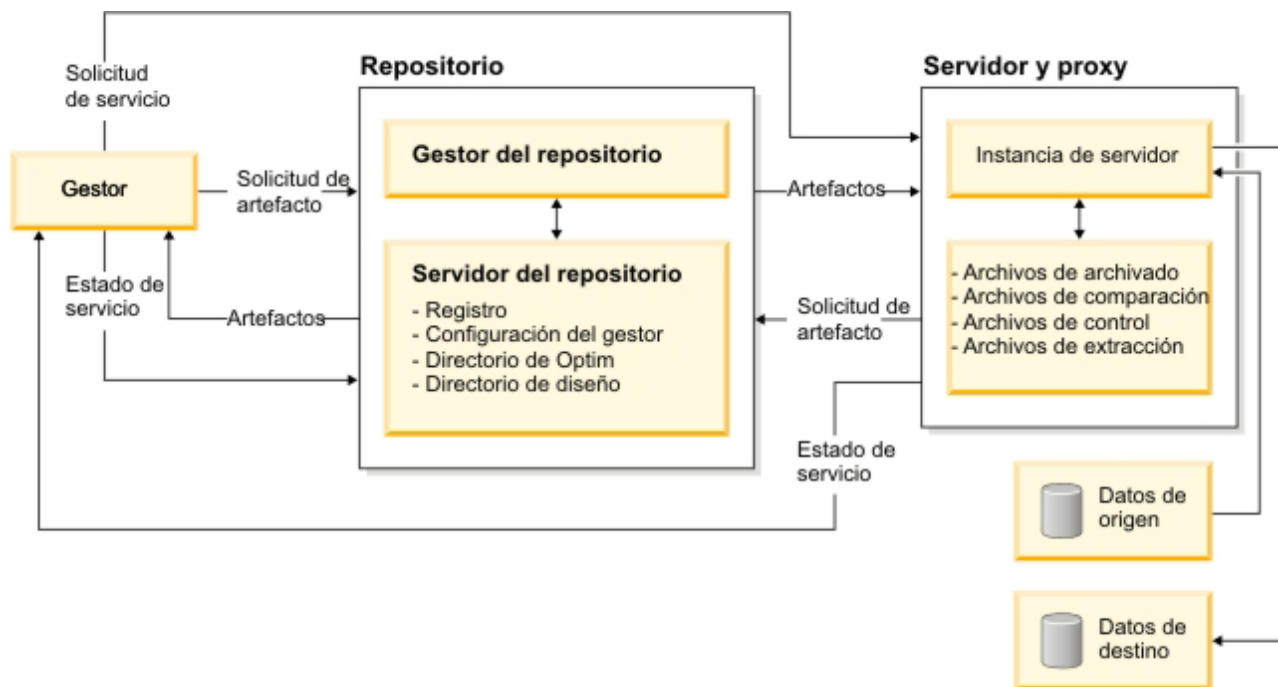 Solicitud
de servicio
Repositorio
Servidor y proxy
Gestor
Solicitud de
artefacto
Gestor del repositorio
Artefactos
Instancia de servidor
Estado de
servicio
Artefactos
Servidor del repositorio
- Registro
- Configuración del gestor
- Directorio de Optim
- Directorio de diseño
Solicitud de
artefacto
- Archivos de archivado
- Archivos de comparación
- Archivos de control
- Archivos de extracción
Estado de
servicio
Datos de
origen
Datos de
destino